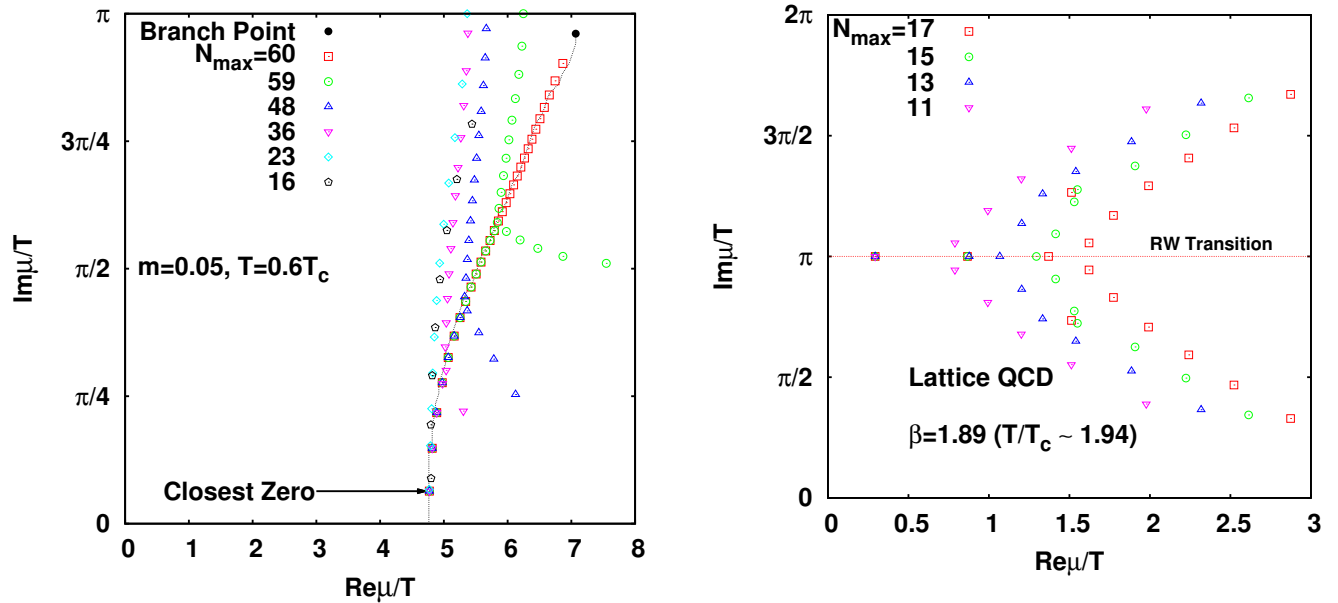 π
3π/4
π/2
π/4
0
Imμ/T
Branch Point
N_max=60
59
48
36
23
16
m=0.05, T=0.6T_c
Closest Zero
0 1 2 3 4 5 6 7 8
Reμ/T
2π
3π/2
π
π/2
0
Imμ/T
N_max=17
15
13
11
RW Transition
Lattice QCD
β=1.89 (T/T_c ~ 1.94)
0 0.5 1 1.5 2 2.5 3
Reμ/T